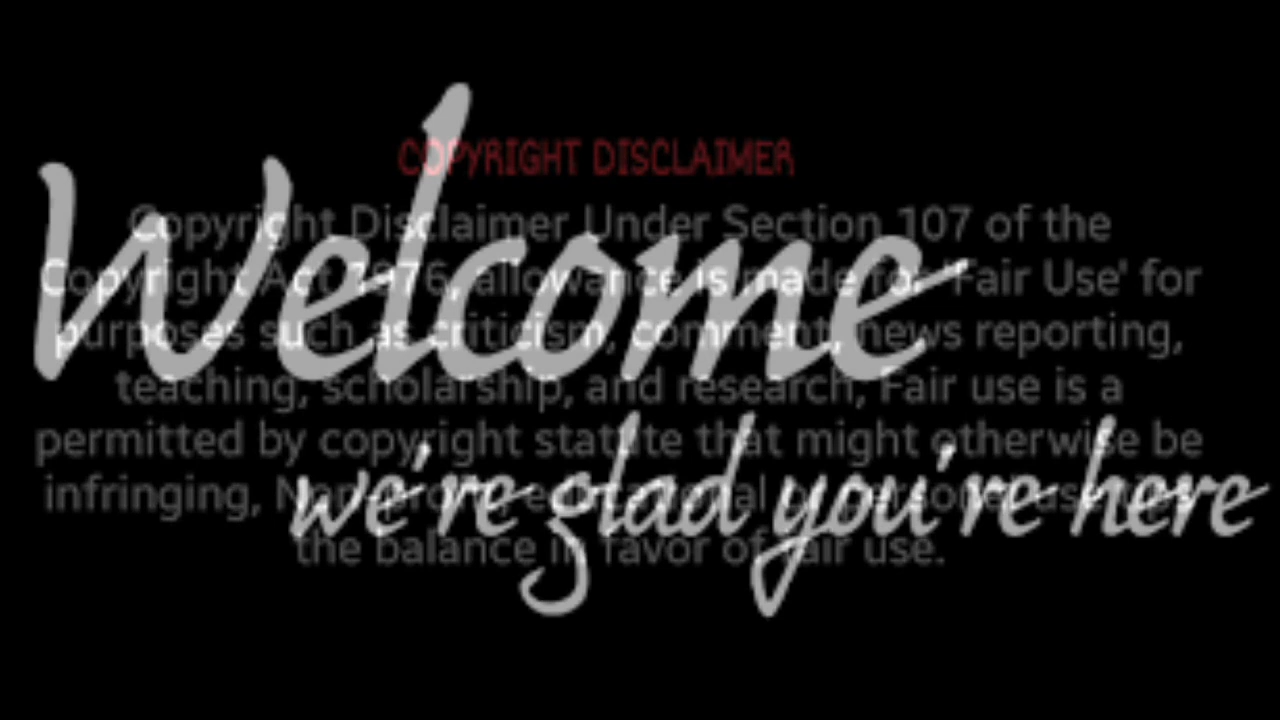 COPYRIGHT DISCLAIMER
Welcome
Copyright Disclaimer Under Section 107 of the
Copyright Act 1976, allowance is made for 'Fair Use' for
purposes such as criticism, comment, news reporting,
teaching, scholarship, and research, Fair use is a
permitted by copyright statute that might otherwise be
we're glad you're here
infringing, Non-profit, educational or personal use tips
the balance in favor of fair use.